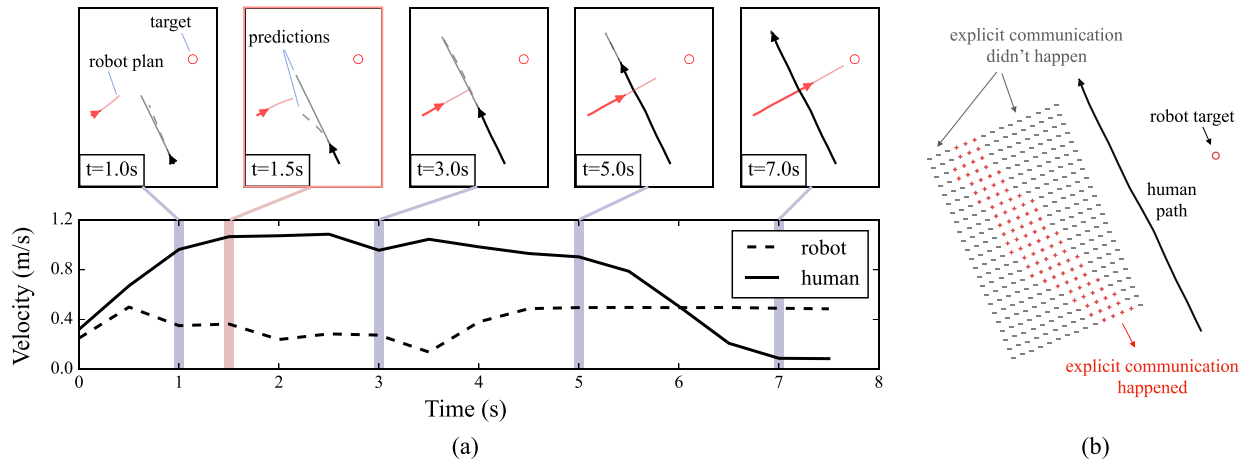 target
robot plan
t=1.0s
predictions
t=1.5s
t=3.0s
t=5.0s
t=7.0s
Velocity (m/s)
1.2
0.8
0.4
0.0
robot
human
0 1 2 3 4 5 6 7 8
Time (s)
(a)
explicit communication
didn't happen
robot target
human
path
explicit communication
happened
(b)